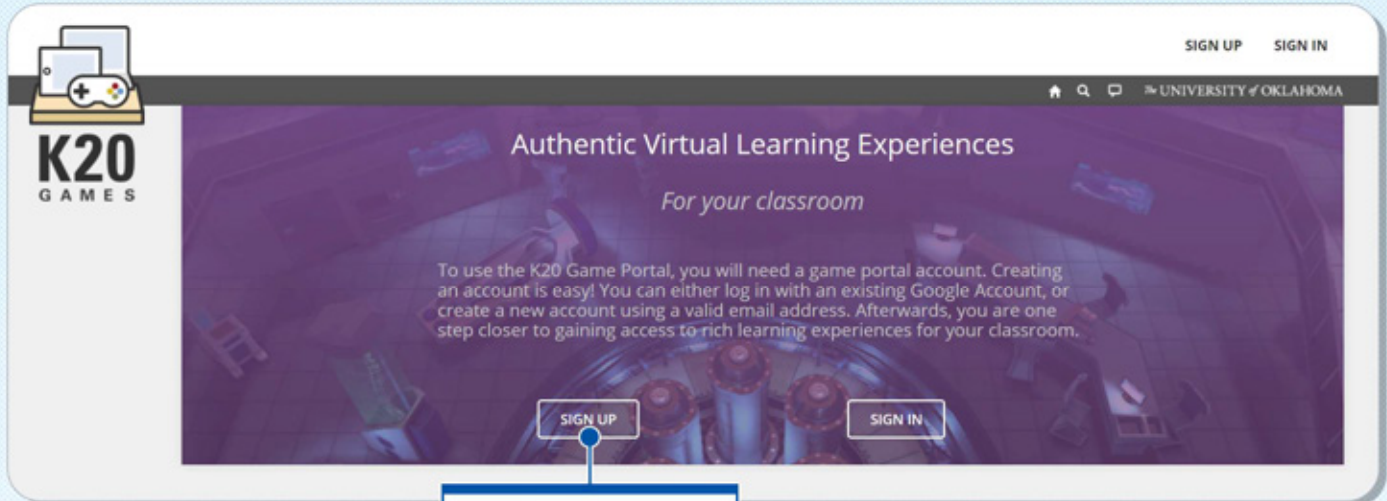 SIGN UP SIGN IN
The UNIVERSITY of OKLAHOMA
K20
GAMES
Authentic Virtual Learning Experiences
For your classroom
To use the K20 Game Portal, you will need a game portal account. Creating
an account is easy! You can either log in with an existing Google Account, or
create a new account using a valid email address. Afterwards, you are one
step closer to gaining access to rich learning experiences for your classroom.
SIGN UP SIGN IN